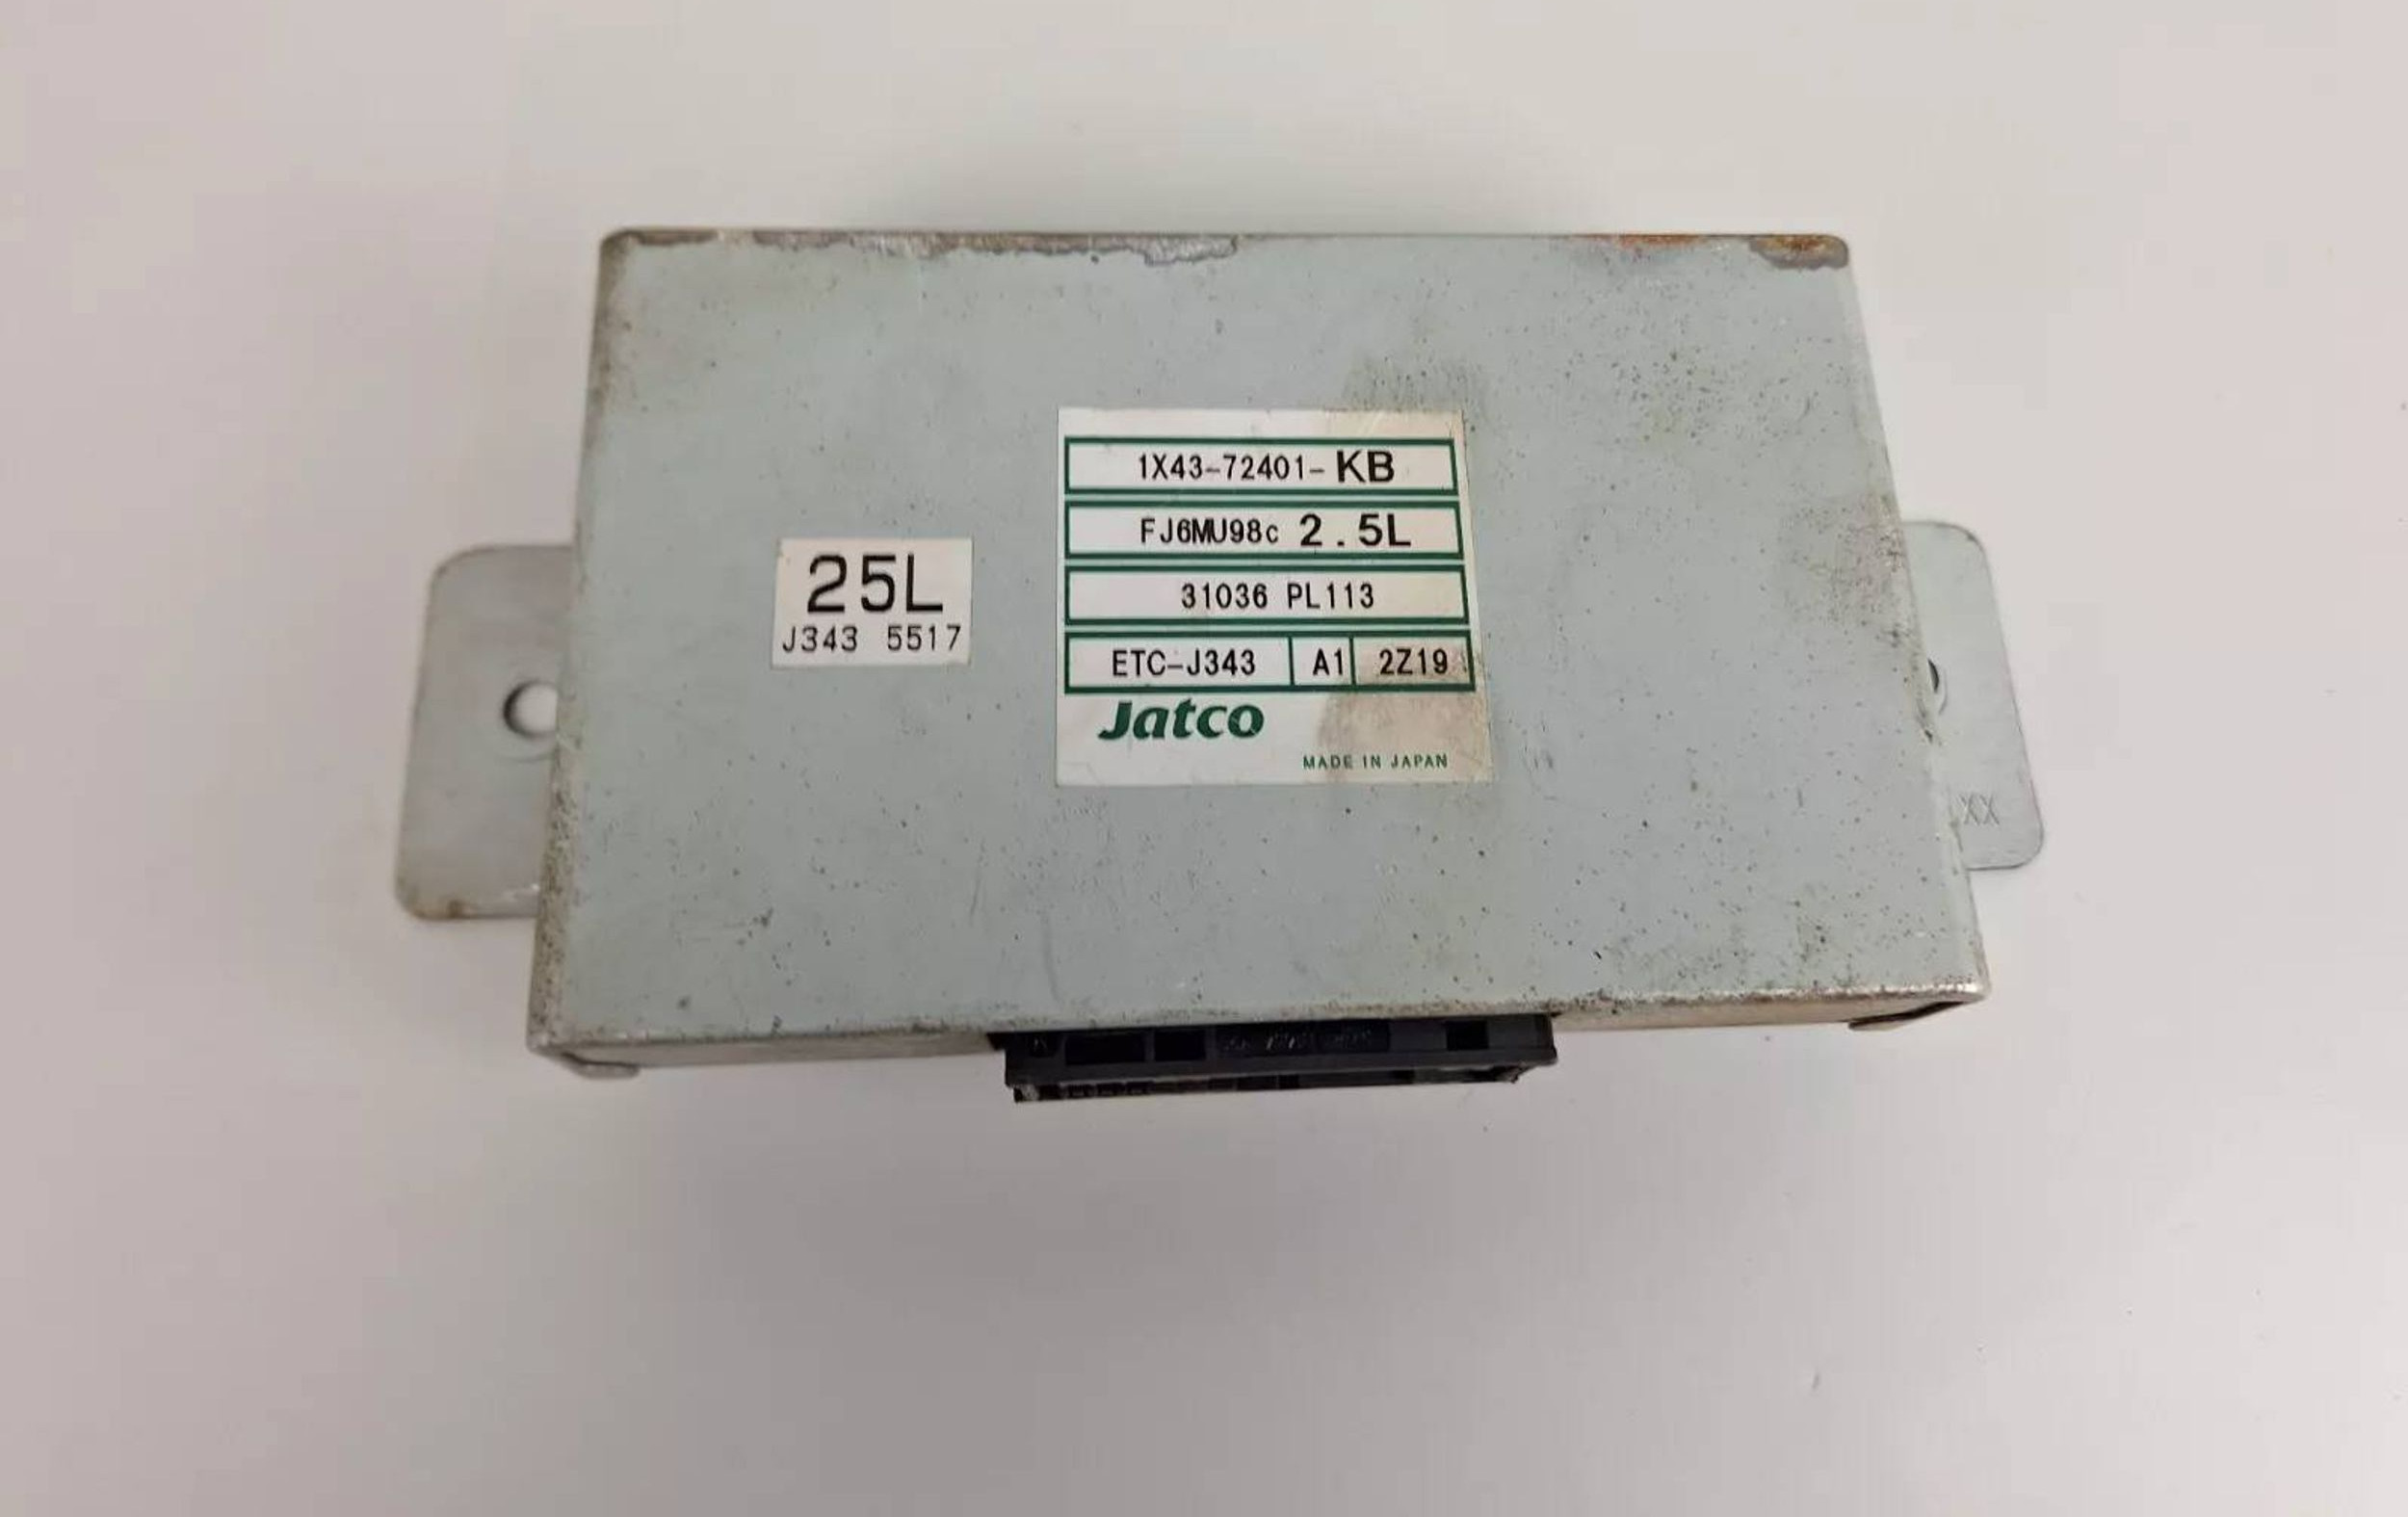 1X43-72401-KB
FJ6MU98c 2.5L
31036 PL113
ETC-J343 A1 2Z19
Jatco
MADE IN JAPAN
25L
J343 5517
XX